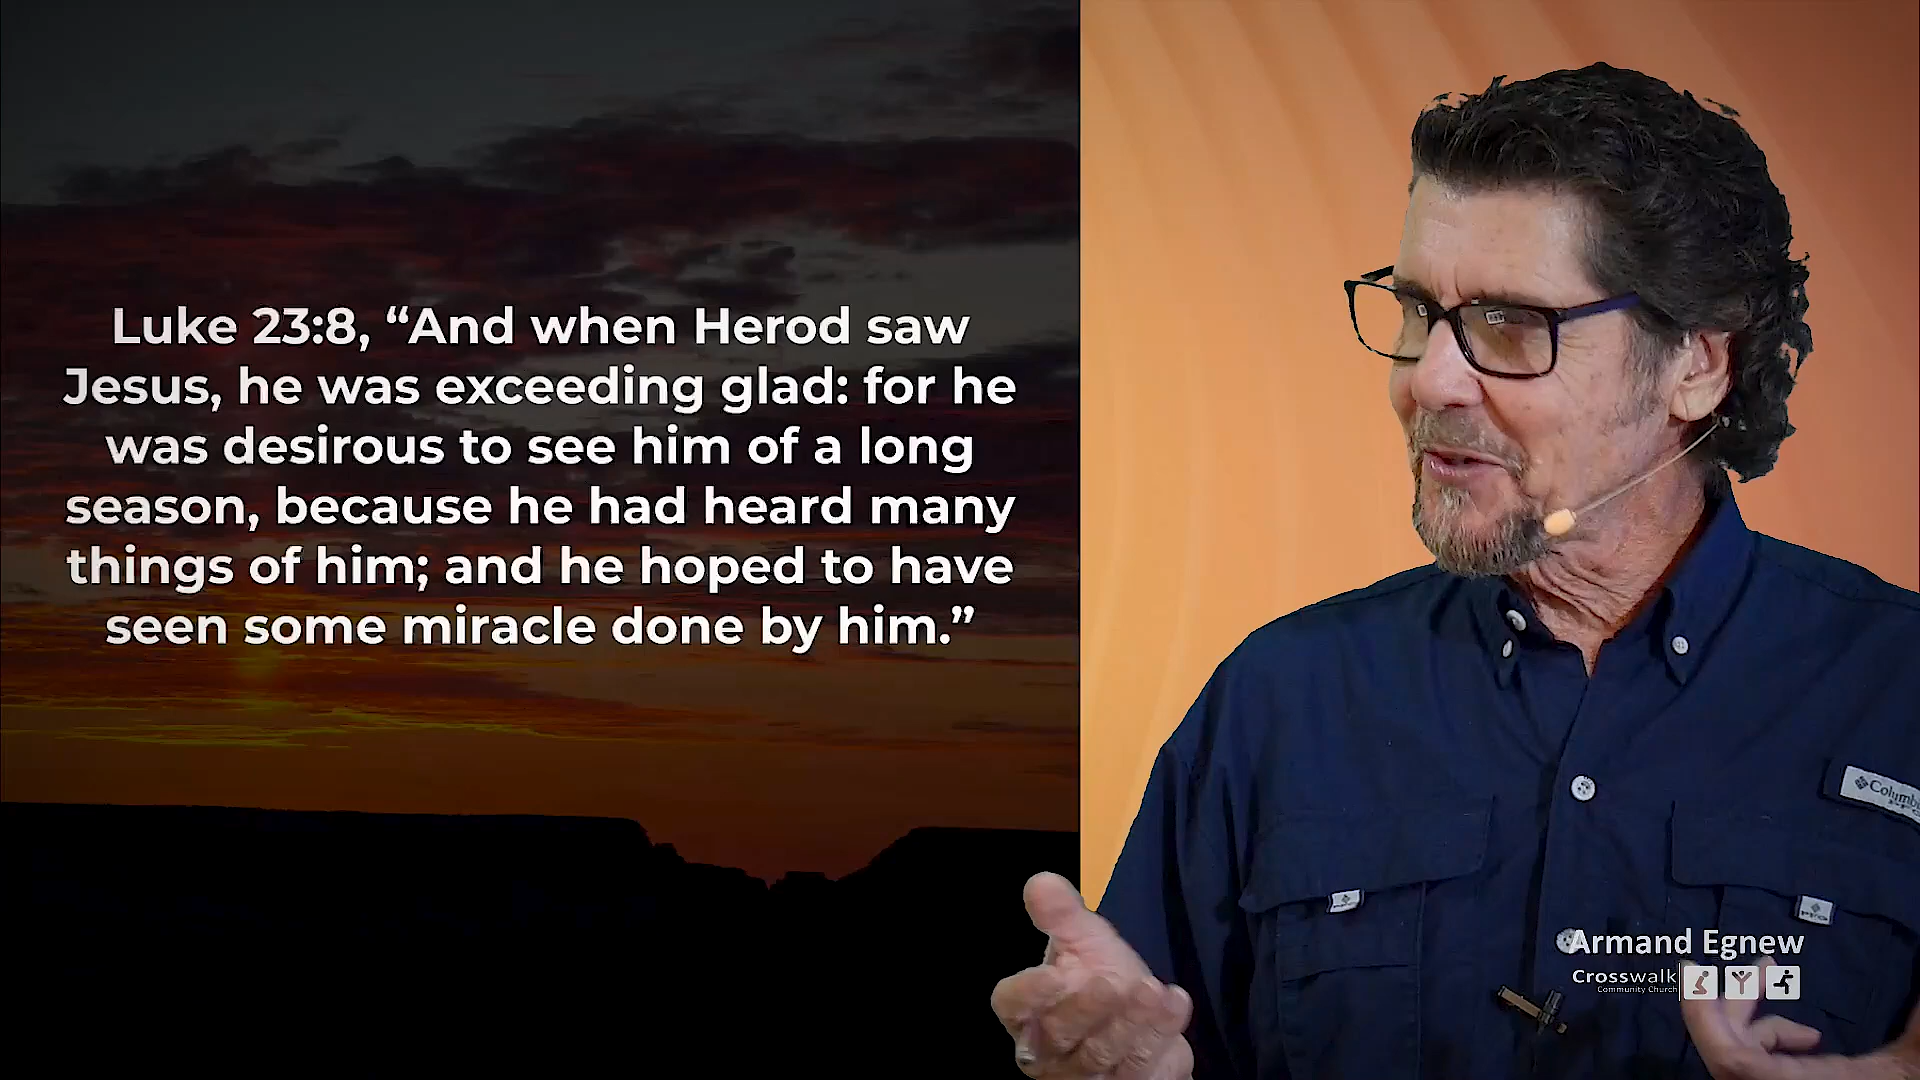 Luke 23:8, “And when Herod saw
Jesus, he was exceeding glad: for he
was desirous to see him of a long
season, because he had heard many
things of him; and he hoped to have
seen some miracle done by him.”
Armand Egnew
Crosswalk
Community Church